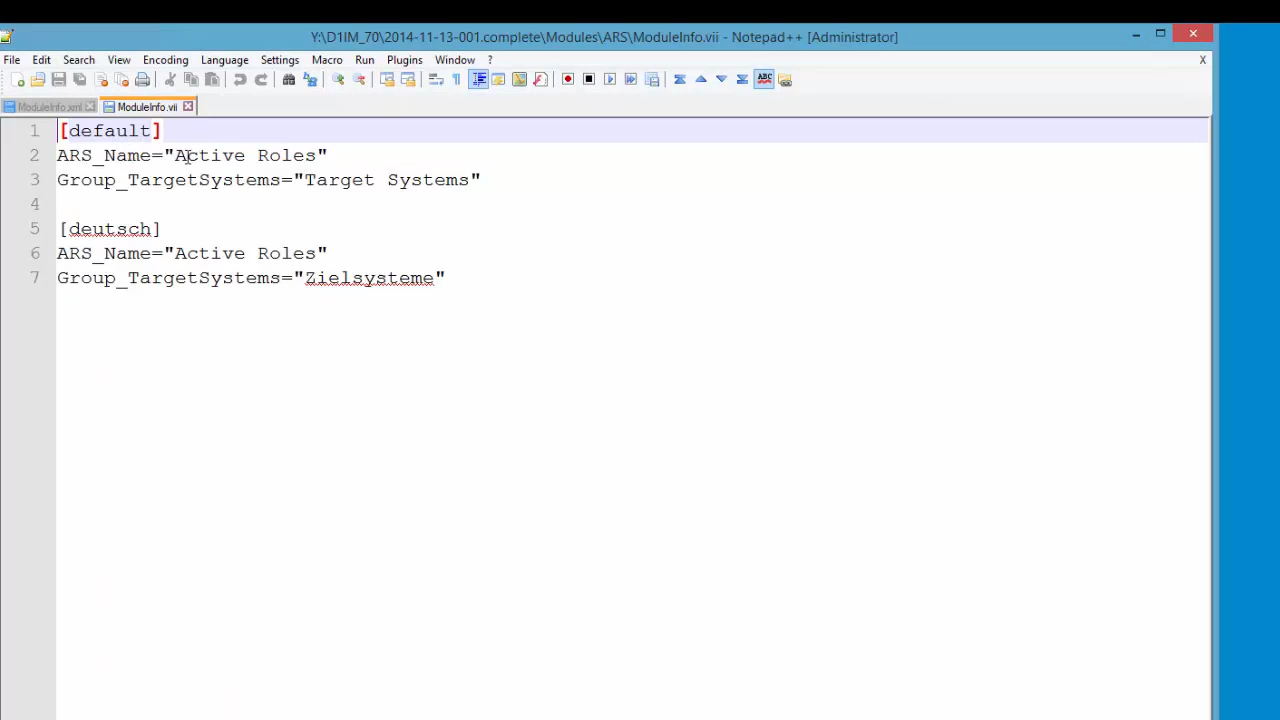 Y:\D1IM_70\2014-11-13-001.complete\Modules\ARS\ModuleInfo.vii - Notepad++ [Administrator]
File Edit Search View Encoding Language Settings Macro Run Plugins Window ? X
ModuleInfo.xml ModuleInfo.vii
1 [default]
2 ARS_Name="Active Roles"
3 Group_TargetSystems="Target Systems"
4
5 [deutsch]
6 ARS_Name="Active Roles"
7 Group_TargetSystems="Zielsysteme"